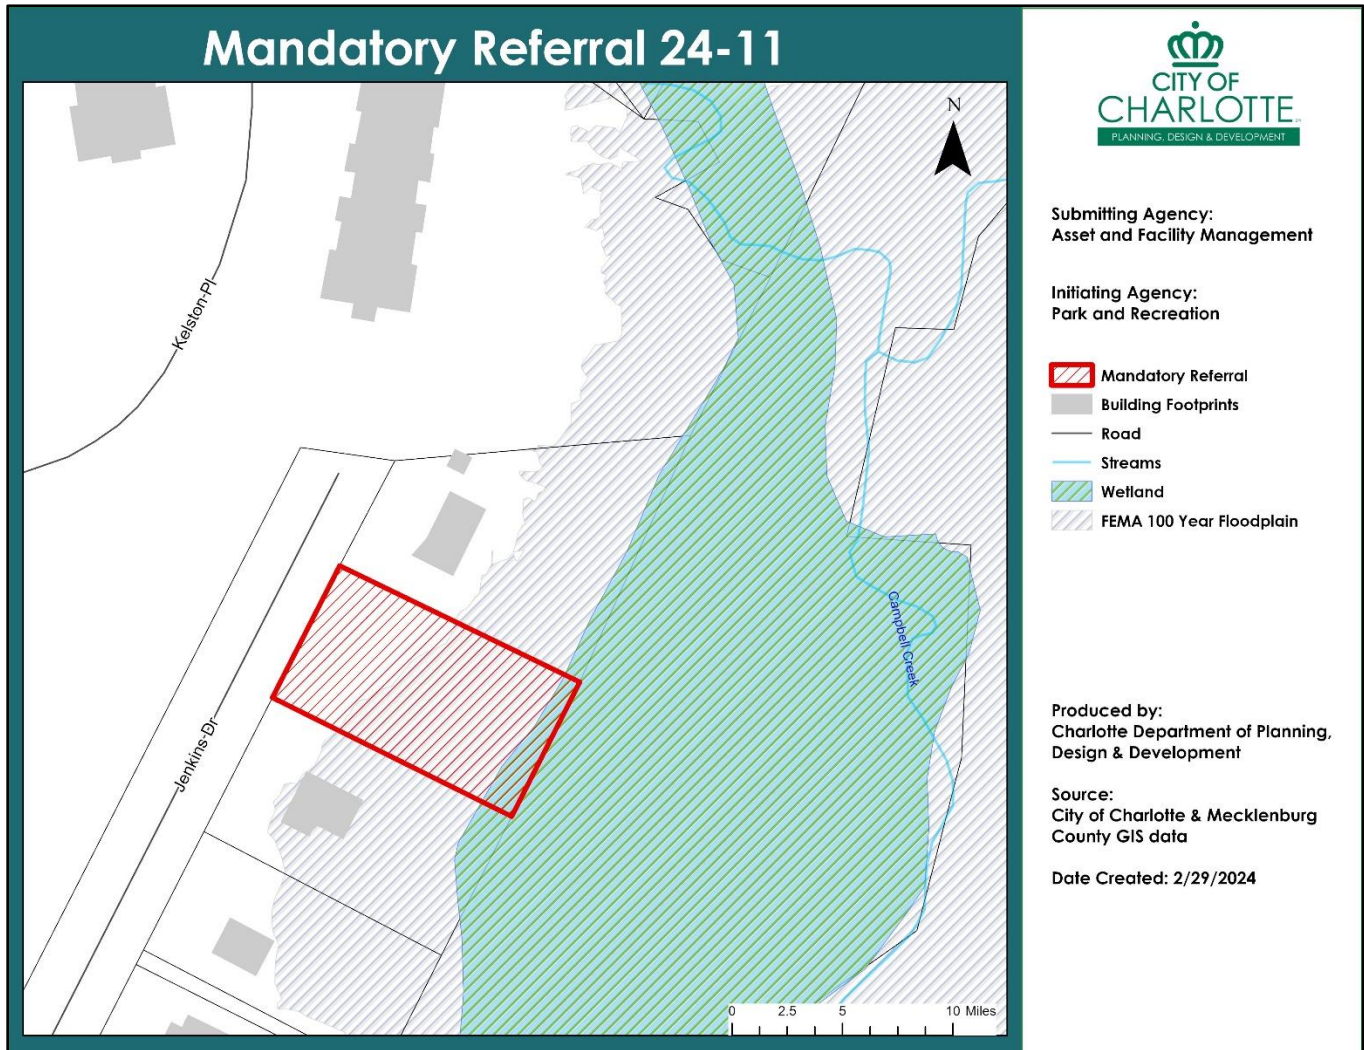 Mandatory Referral 24-11
N
Kelston-Pl
Jenkins-Dr
Campbell Creek
0 2.5 5 10 Miles
CITY OF
CHARLOTTE
PLANNING, DESIGN & DEVELOPMENT
Submitting Agency:
Asset and Facility Management
Initiating Agency:
Park and Recreation
Mandatory Referral
Building Footprints
Road
Streams
Wetland
FEMA 100 Year Floodplain
Produced by:
Charlotte Department of Planning,
Design & Development
Source:
City of Charlotte & Mecklenburg
County GIS data
Date Created: 2/29/2024